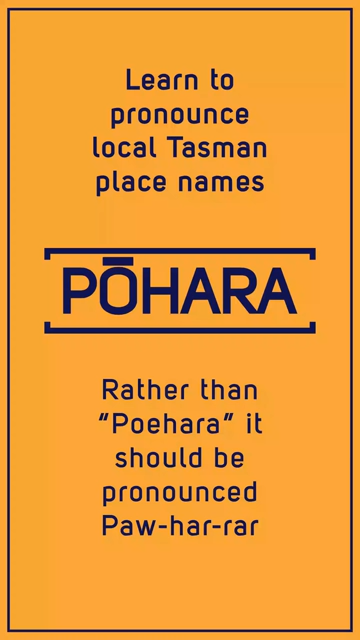 Learn to
pronounce
local Tasman
place names
PŌHARA
Rather than
“Poehara” it
should be
pronounced
Paw-har-rar